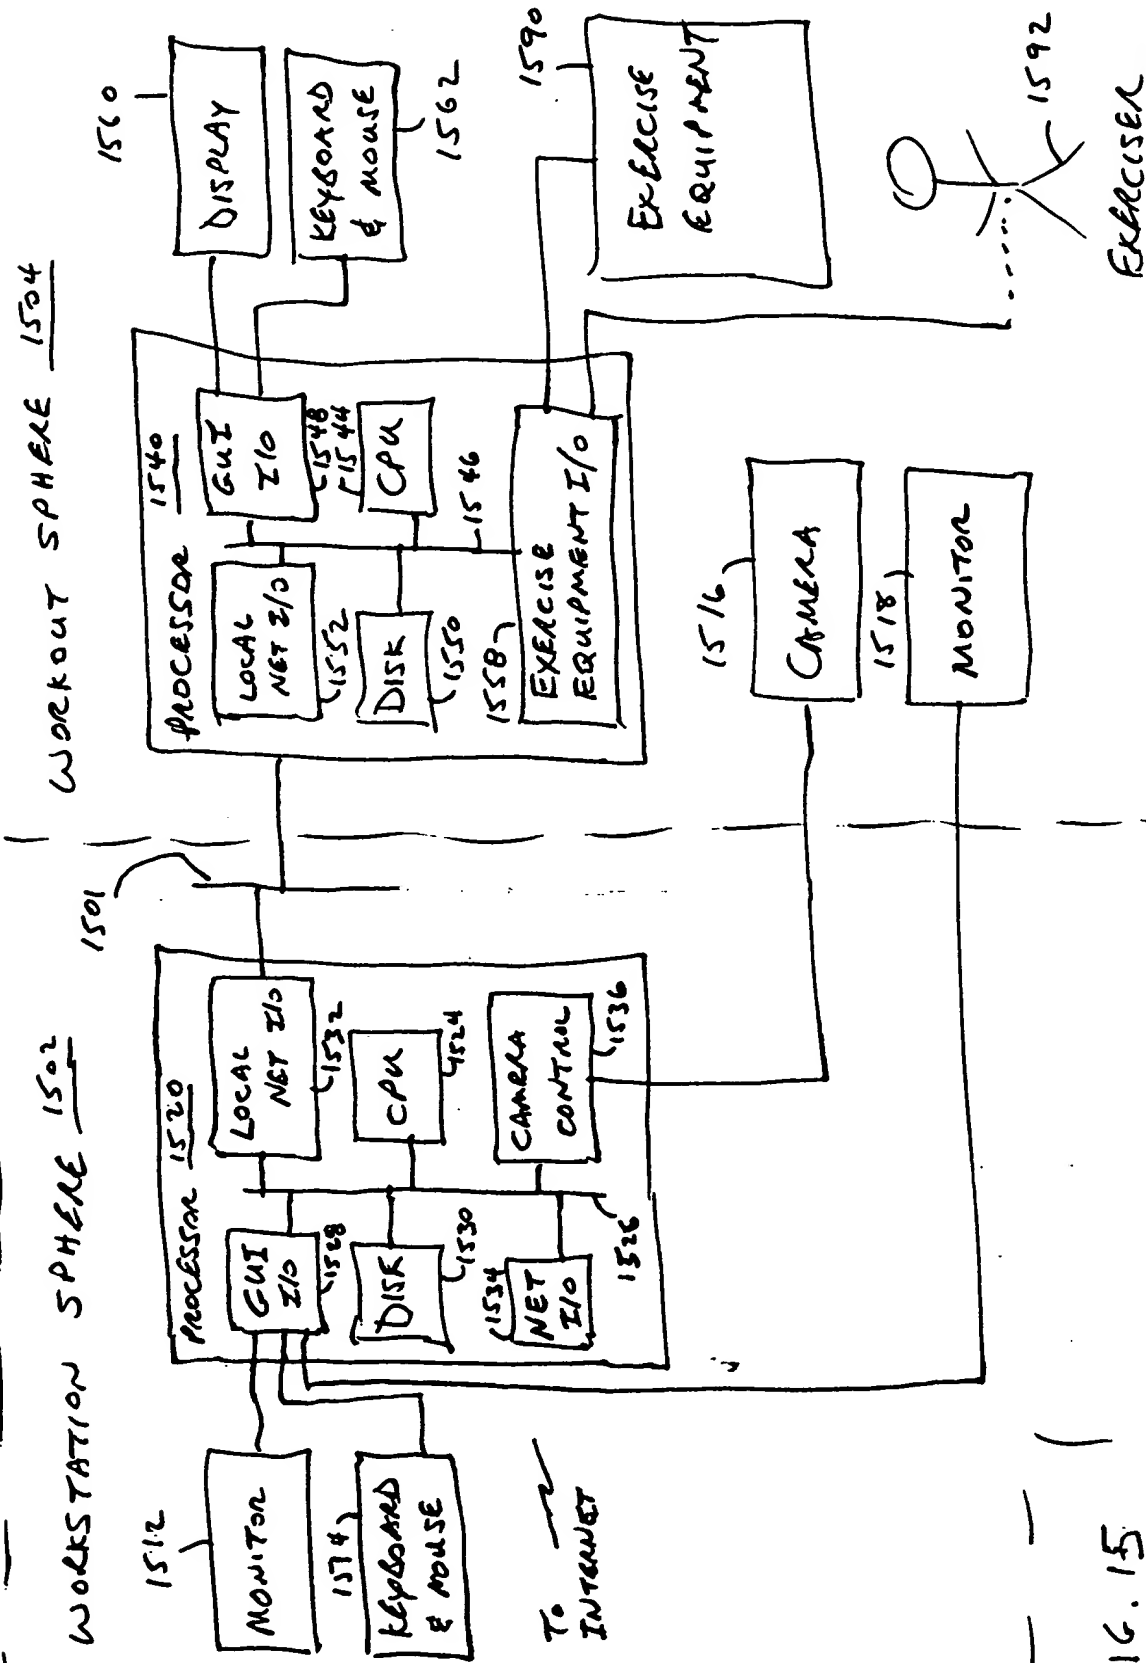 WORKSTATION SPHERE 1502
WORKOUT SPHERE 1504
1512
MONITOR
1514
KEYBOARD
& MOUSE
TO
INTERNET
PROCESSOR 1520
GUI
I/O
1528
LOCAL
NET I/O
1532
DISK
1530
CPU
1524
1534
NET
I/O
CAMERA
CONTROL
1536
1526
1501
PROCESSOR 1540
LOCAL
NET I/O
1552
GUI
I/O
1548
1544
CPU
DISK
1550
1546
1558
EXERCISE
EQUIPMENT I/O
1560
DISPLAY
KEYBOARD
& MOUSE
1562
1590
EXERCISE
EQUIPMENT
1592
EXERCISER
1516
CAMERA
1518
MONITOR
IG. 15